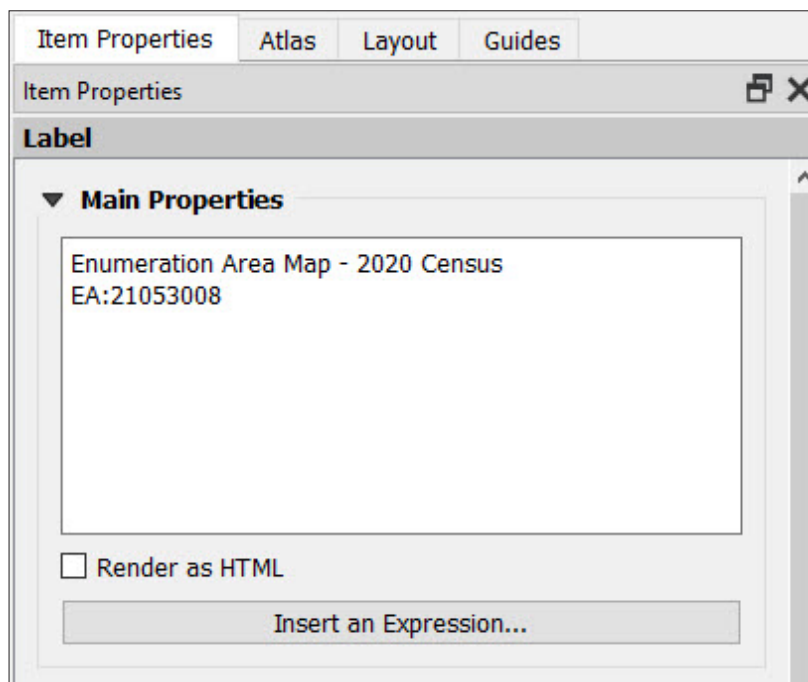 Item Properties Atlas Layout Guides
Item Properties
Label
Main Properties
Enumeration Area Map - 2020 Census
EA:21053008
Render as HTML
Insert an Expression...